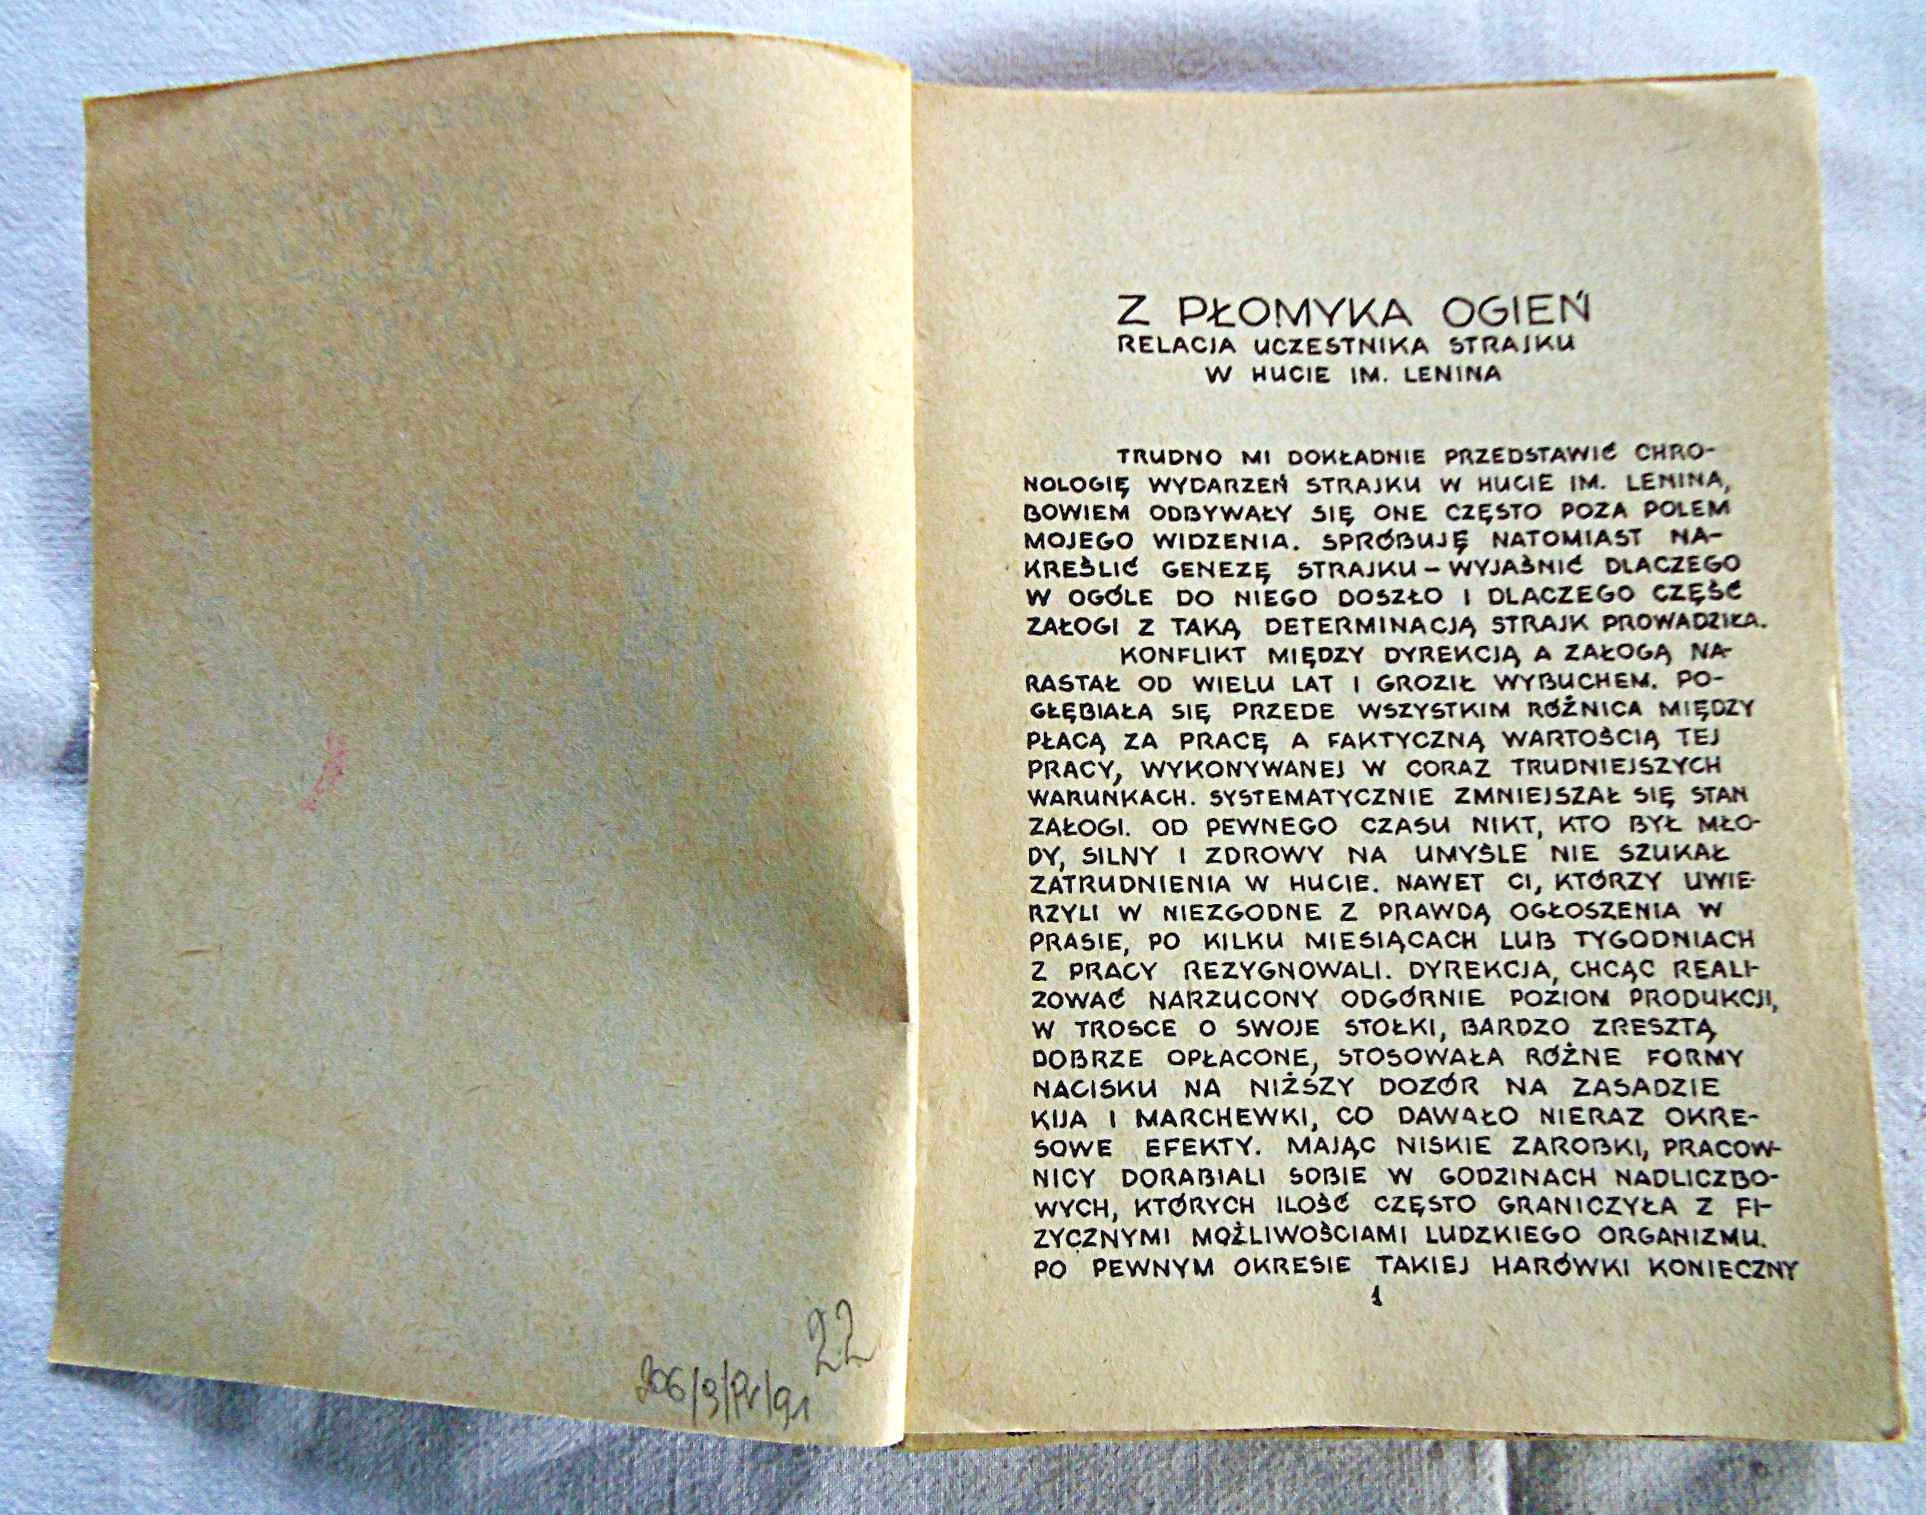 22
206/9/Pr/91
Z PŁOMYKA OGIEŃ
RELACJA UCZESTNIKA STRAJKU
W HUCIE IM. LENINA
TRUDNO MI DOKŁADNIE PRZEDSTAWIĆ CHRO-
NOLOGIĘ WYDARZEŃ STRAJKU W HUCIE IM. LENINA,
BOWIEM ODBYWAŁY SIĘ ONE CZĘSTO POZA POLEM
MOJEGO WIDZENIA. SPRÓBUJĘ NATOMIAST NA-
KREŚLIĆ GENEZĘ STRAJKU – WYJAŚNIĆ DLACZEGO
W OGÓLE DO NIEGO DOSZŁO I DLACZEGO CZĘŚĆ
ZAŁOGI Z TAKĄ DETERMINACJĄ STRAJK PROWADZIŁA.
KONFLIKT MIĘDZY DYREKCJĄ A ZAŁOGĄ NA-
RASTAŁ OD WIELU LAT I GROZIŁ WYBUCHEM. PO-
GŁĘBIAŁA SIĘ PRZEDE WSZYSTKIM RÓŻNICA MIĘDZY
PŁACĄ ZA PRACĘ A FAKTYCZNĄ WARTOŚCIĄ TEJ
PRACY, WYKONYWANEJ W CORAZ TRUDNIEJSZYCH
WARUNKACH. SYSTEMATYCZNIE ZMNIEJSZAŁ SIĘ STAN
ZAŁOGI. OD PEWNEGO CZASU NIKT, KTO BYŁ MŁO-
DY, SILNY I ZDROWY NA UMYŚLE NIE SZUKAŁ
ZATRUDNIENIA W HUCIE. NAWET CI, KTÓRZY UWIE-
RZYLI W NIEZGODNE Z PRAWDĄ OGŁOSZENIA W
PRASIE, PO KILKU MIESIĄCACH LUB TYGODNIACH
Z PRACY REZYGNOWALI. DYREKCJA, CHCĄC REALI-
ZOWAĆ NARZUCONY ODGÓRNIE POZIOM PRODUKCJI,
W TROSCE O SWOJE STOŁKI, BARDZO ZRESZTĄ
DOBRZE OPŁACONE, STOSOWAŁA RÓŻNE FORMY
NACISKU NA NIŻSZY DOZÓR NA ZASADZIE
KIJA I MARCHEWKI, CO DAWAŁO NIERAZ OKRE-
SOWE EFEKTY. MAJĄC NISKIE ZAROBKI, PRACOW-
NICY DORABIALI SOBIE W GODZINACH NADLICZBO-
WYCH, KTÓRYCH ILOŚĆ CZĘSTO GRANICZYŁA Z FI-
ZYCZNYMI MOŻLIWOŚCIAMI LUDZKIEGO ORGANIZMU.
PO PEWNYM OKRESIE TAKIEJ HARÓWKI KONIECZNY
1